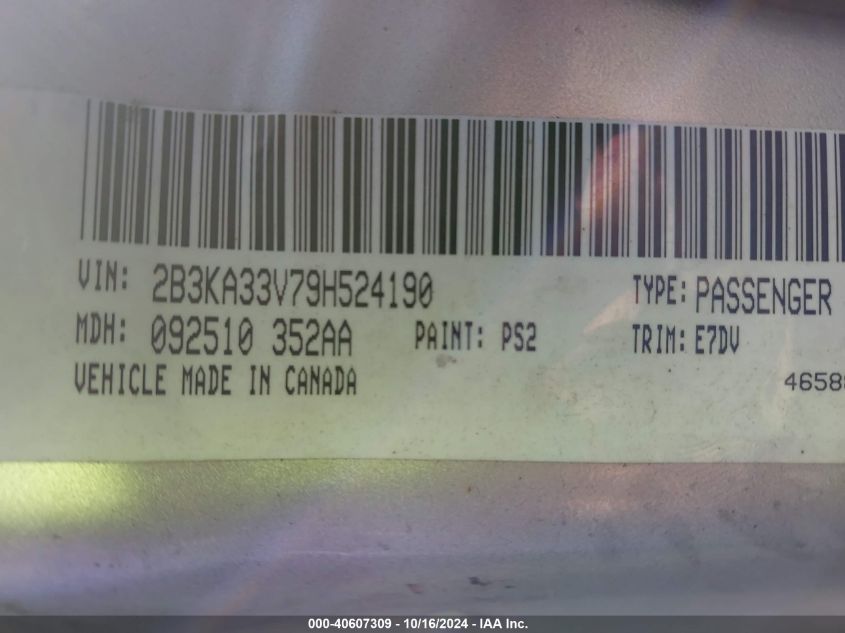 VIN: 2B3KA33V79H524190 TYPE: PASSENGER
MDH: 092510 352AA PAINT: PS2 TRIM: E7DV
VEHICLE MADE IN CANADA
4658
000-40607309 - 10/16/2024 - IAA Inc.